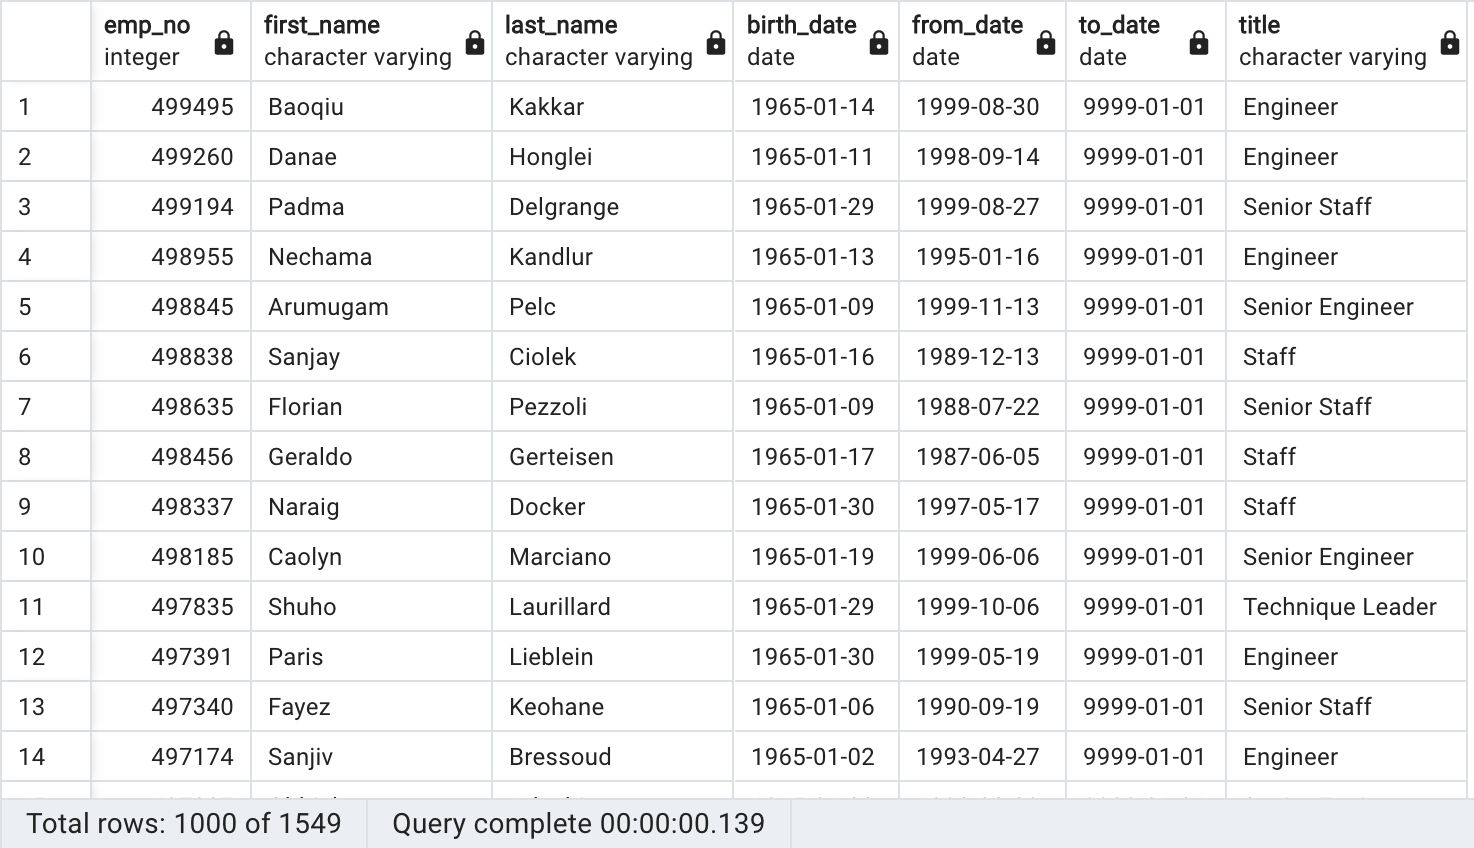 emp_no first_name last_name birth_date from_date to_date title
integer character varying character varying date date date character varying
1 499495 Baoqiu Kakkar 1965-01-14 1999-08-30 9999-01-01 Engineer
2 499260 Danae Honglei 1965-01-11 1998-09-14 9999-01-01 Engineer
3 499194 Padma Delgrange 1965-01-29 1999-08-27 9999-01-01 Senior Staff
4 498955 Nechama Kandlur 1965-01-13 1995-01-16 9999-01-01 Engineer
5 498845 Arumugam Pelc 1965-01-09 1999-11-13 9999-01-01 Senior Engineer
6 498838 Sanjay Ciolek 1965-01-16 1989-12-13 9999-01-01 Staff
7 498635 Florian Pezzoli 1965-01-09 1988-07-22 9999-01-01 Senior Staff
8 498456 Geraldo Gerteisen 1965-01-17 1987-06-05 9999-01-01 Staff
9 498337 Naraig Docker 1965-01-30 1997-05-17 9999-01-01 Staff
10 498185 Caolyn Marciano 1965-01-19 1999-06-06 9999-01-01 Senior Engineer
11 497835 Shuho Laurillard 1965-01-29 1999-10-06 9999-01-01 Technique Leader
12 497391 Paris Lieblein 1965-01-30 1999-05-19 9999-01-01 Engineer
13 497340 Fayez Keohane 1965-01-06 1990-09-19 9999-01-01 Senior Staff
14 497174 Sanjiv Bressoud 1965-01-02 1993-04-27 9999-01-01 Engineer
Total rows: 1000 of 1549 Query complete 00:00:00.139